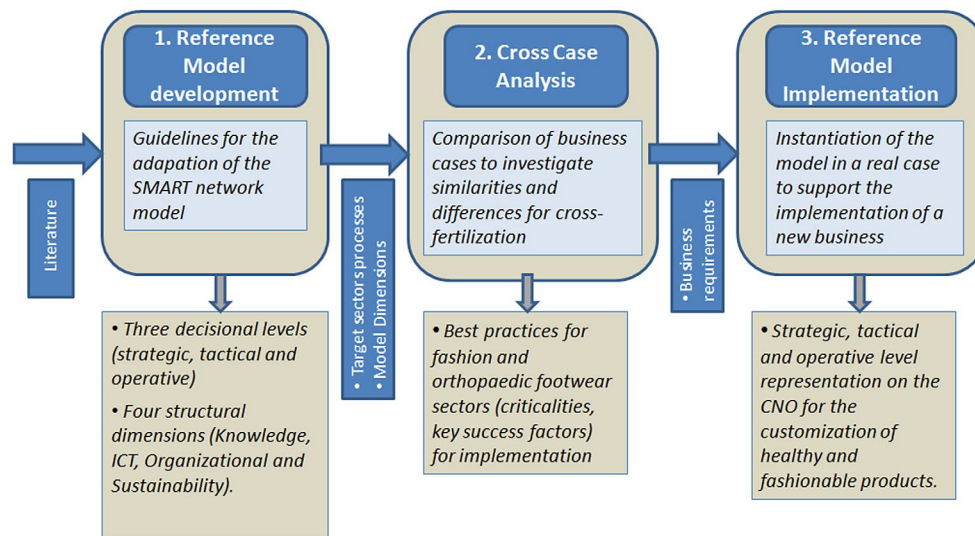 1. Reference
Model
development
Guidelines for the
adapation of the
SMART network
model
Literature
• Three decisional levels
(strategic, tactical and
operative)
• Four structural
dimensions (Knowledge,
ICT, Organizational and
Sustainability).
• Target sectors processes
• Model Dimensions
2. Cross Case
Analysis
Comparison of business
cases to investigate
similarities and
differences for cross-
fertilization
• Best practices for
fashion and
orthopaedic footwear
sectors (criticalities,
key success factors)
for implementation
• Business
requirements
3. Reference
Model
Implementation
Instantiation of the
model in a real case
to support the
implementation of a
new business
• Strategic, tactical
and operative level
representation on the
CNO for the
customization of
healthy and
fashionable products.